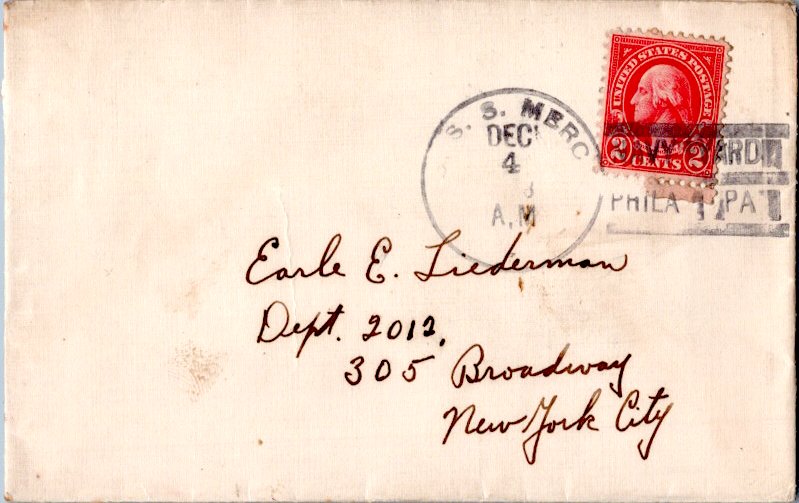 UNITED STATES POSTAGE
2 CENTS 2
S. S. MERC
DEC
4
A.M
PHILA PA
Earle E. Liederman
Dept. 2012,
305 Broadway
New York City